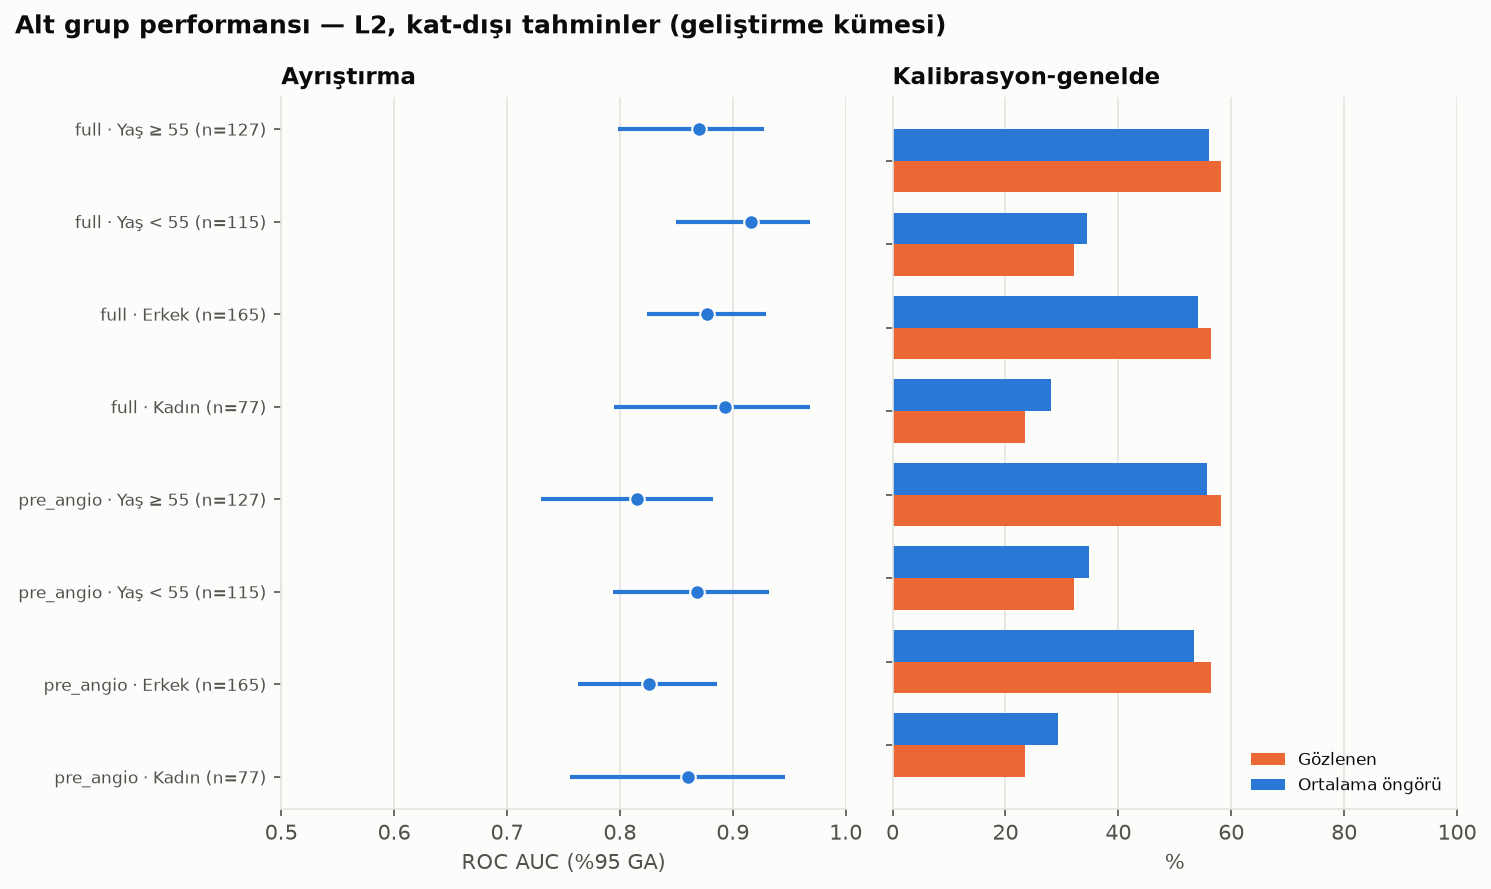 Alt grup performansı — L2, kat-dışı tahminler (geliştirme kümesi)
Ayrıştırma
full · Yaş ≥ 55 (n=127)
full · Yaş < 55 (n=115)
full · Erkek (n=165)
full · Kadın (n=77)
pre_angio · Yaş ≥ 55 (n=127)
pre_angio · Yaş < 55 (n=115)
pre_angio · Erkek (n=165)
pre_angio · Kadın (n=77)
0.5 0.6 0.7 0.8 0.9 1.0
ROC AUC (%95 GA)
Kalibrasyon-genelde
Gözlenen
Ortalama öngörü
0 20 40 60 80 100
%